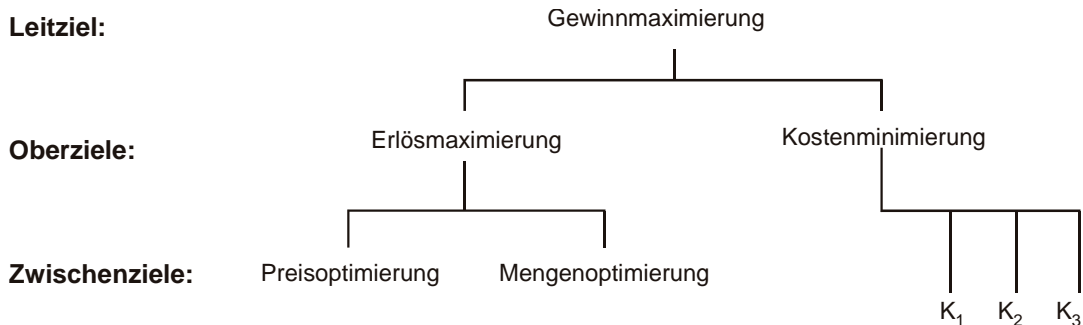 Leitziel: Gewinnmaximierung
Oberziele: Erlösmaximierung Kostenminimierung
Zwischenziele: Preisoptimierung Mengenoptimierung
K₁ K₂ K₃